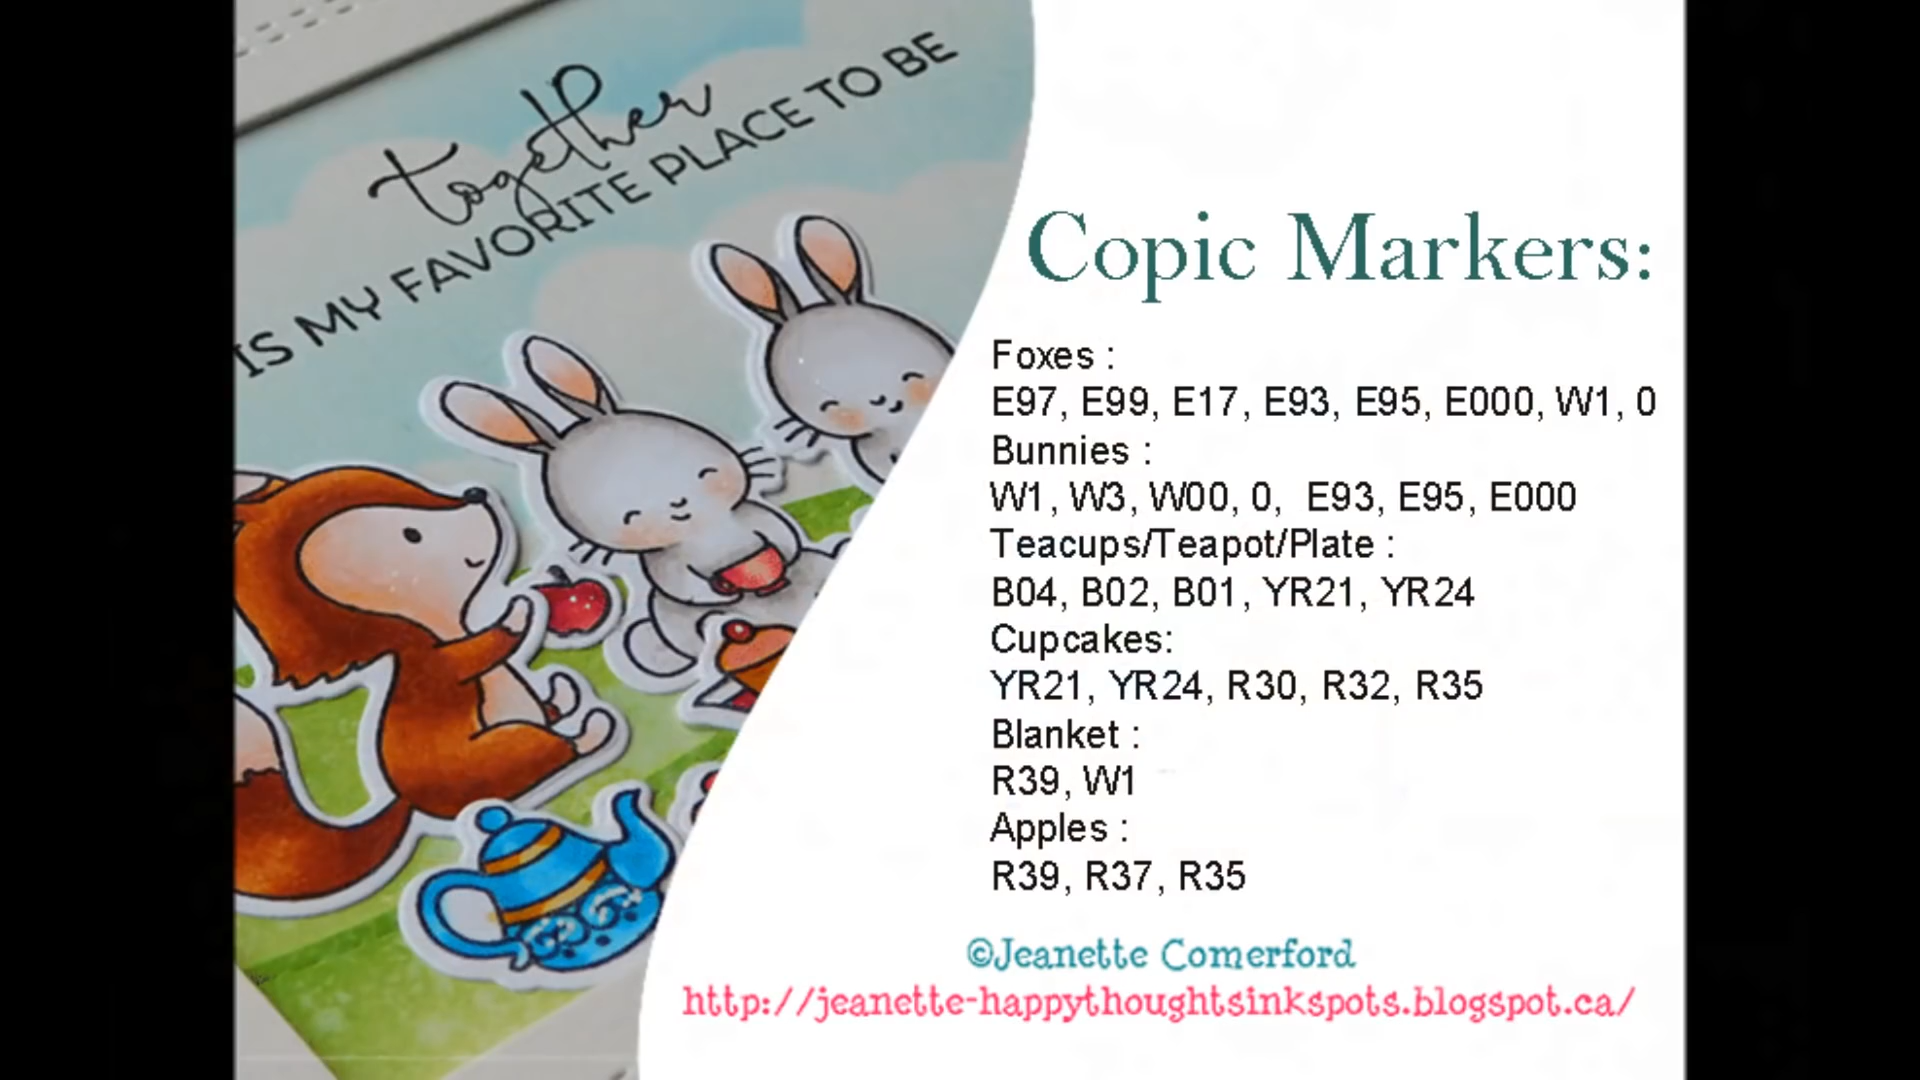 together
IS MY FAVORITE PLACE TO BE
Copic Markers:
Foxes :
E97, E99, E17, E93, E95, E000, W1, 0
Bunnies :
W1, W3, W00, 0, E93, E95, E000
Teacups/Teapot/Plate :
B04, B02, B01, YR21, YR24
Cupcakes:
YR21, YR24, R30, R32, R35
Blanket :
R39, W1
Apples :
R39, R37, R35
©Jeanette Comerford
http://jeanette-happythoughtsinkspots.blogspot.ca/